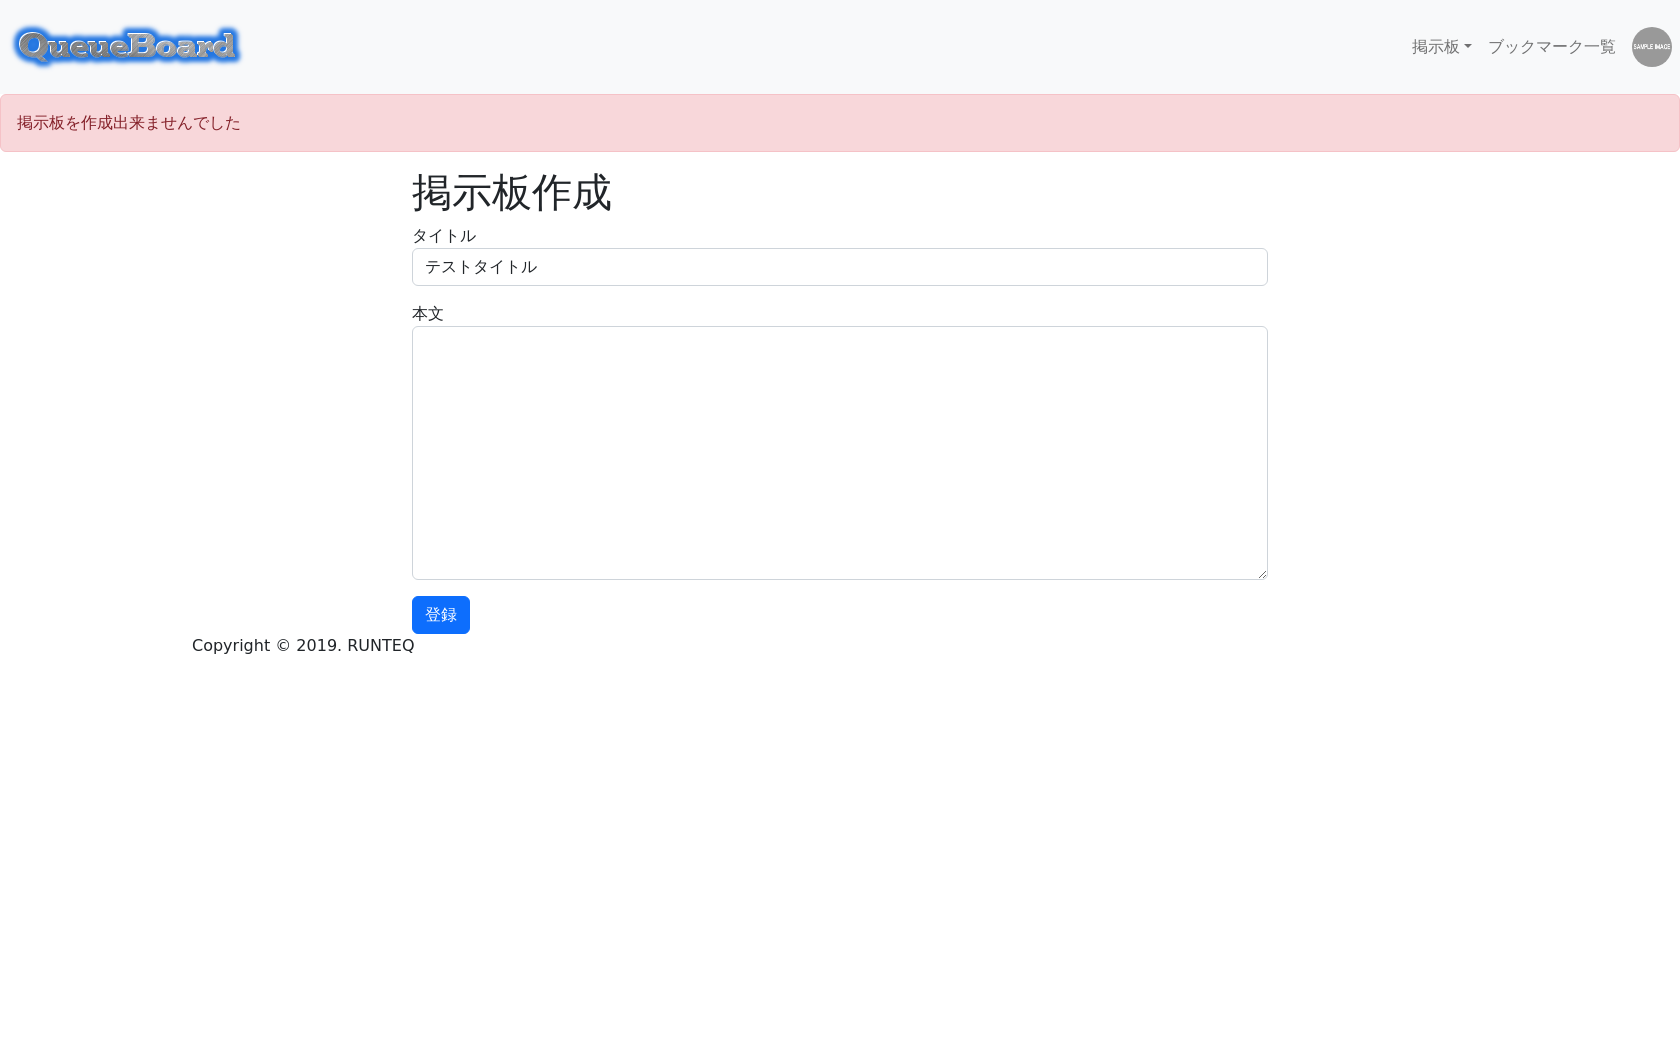 QueueBoard
掲示板
ブックマーク一覧
SAMPLE IMAGE
掲示板を作成出来ませんでした
掲示板作成
タイトル
テストタイトル
本文
登録
Copyright © 2019. RUNTEQ